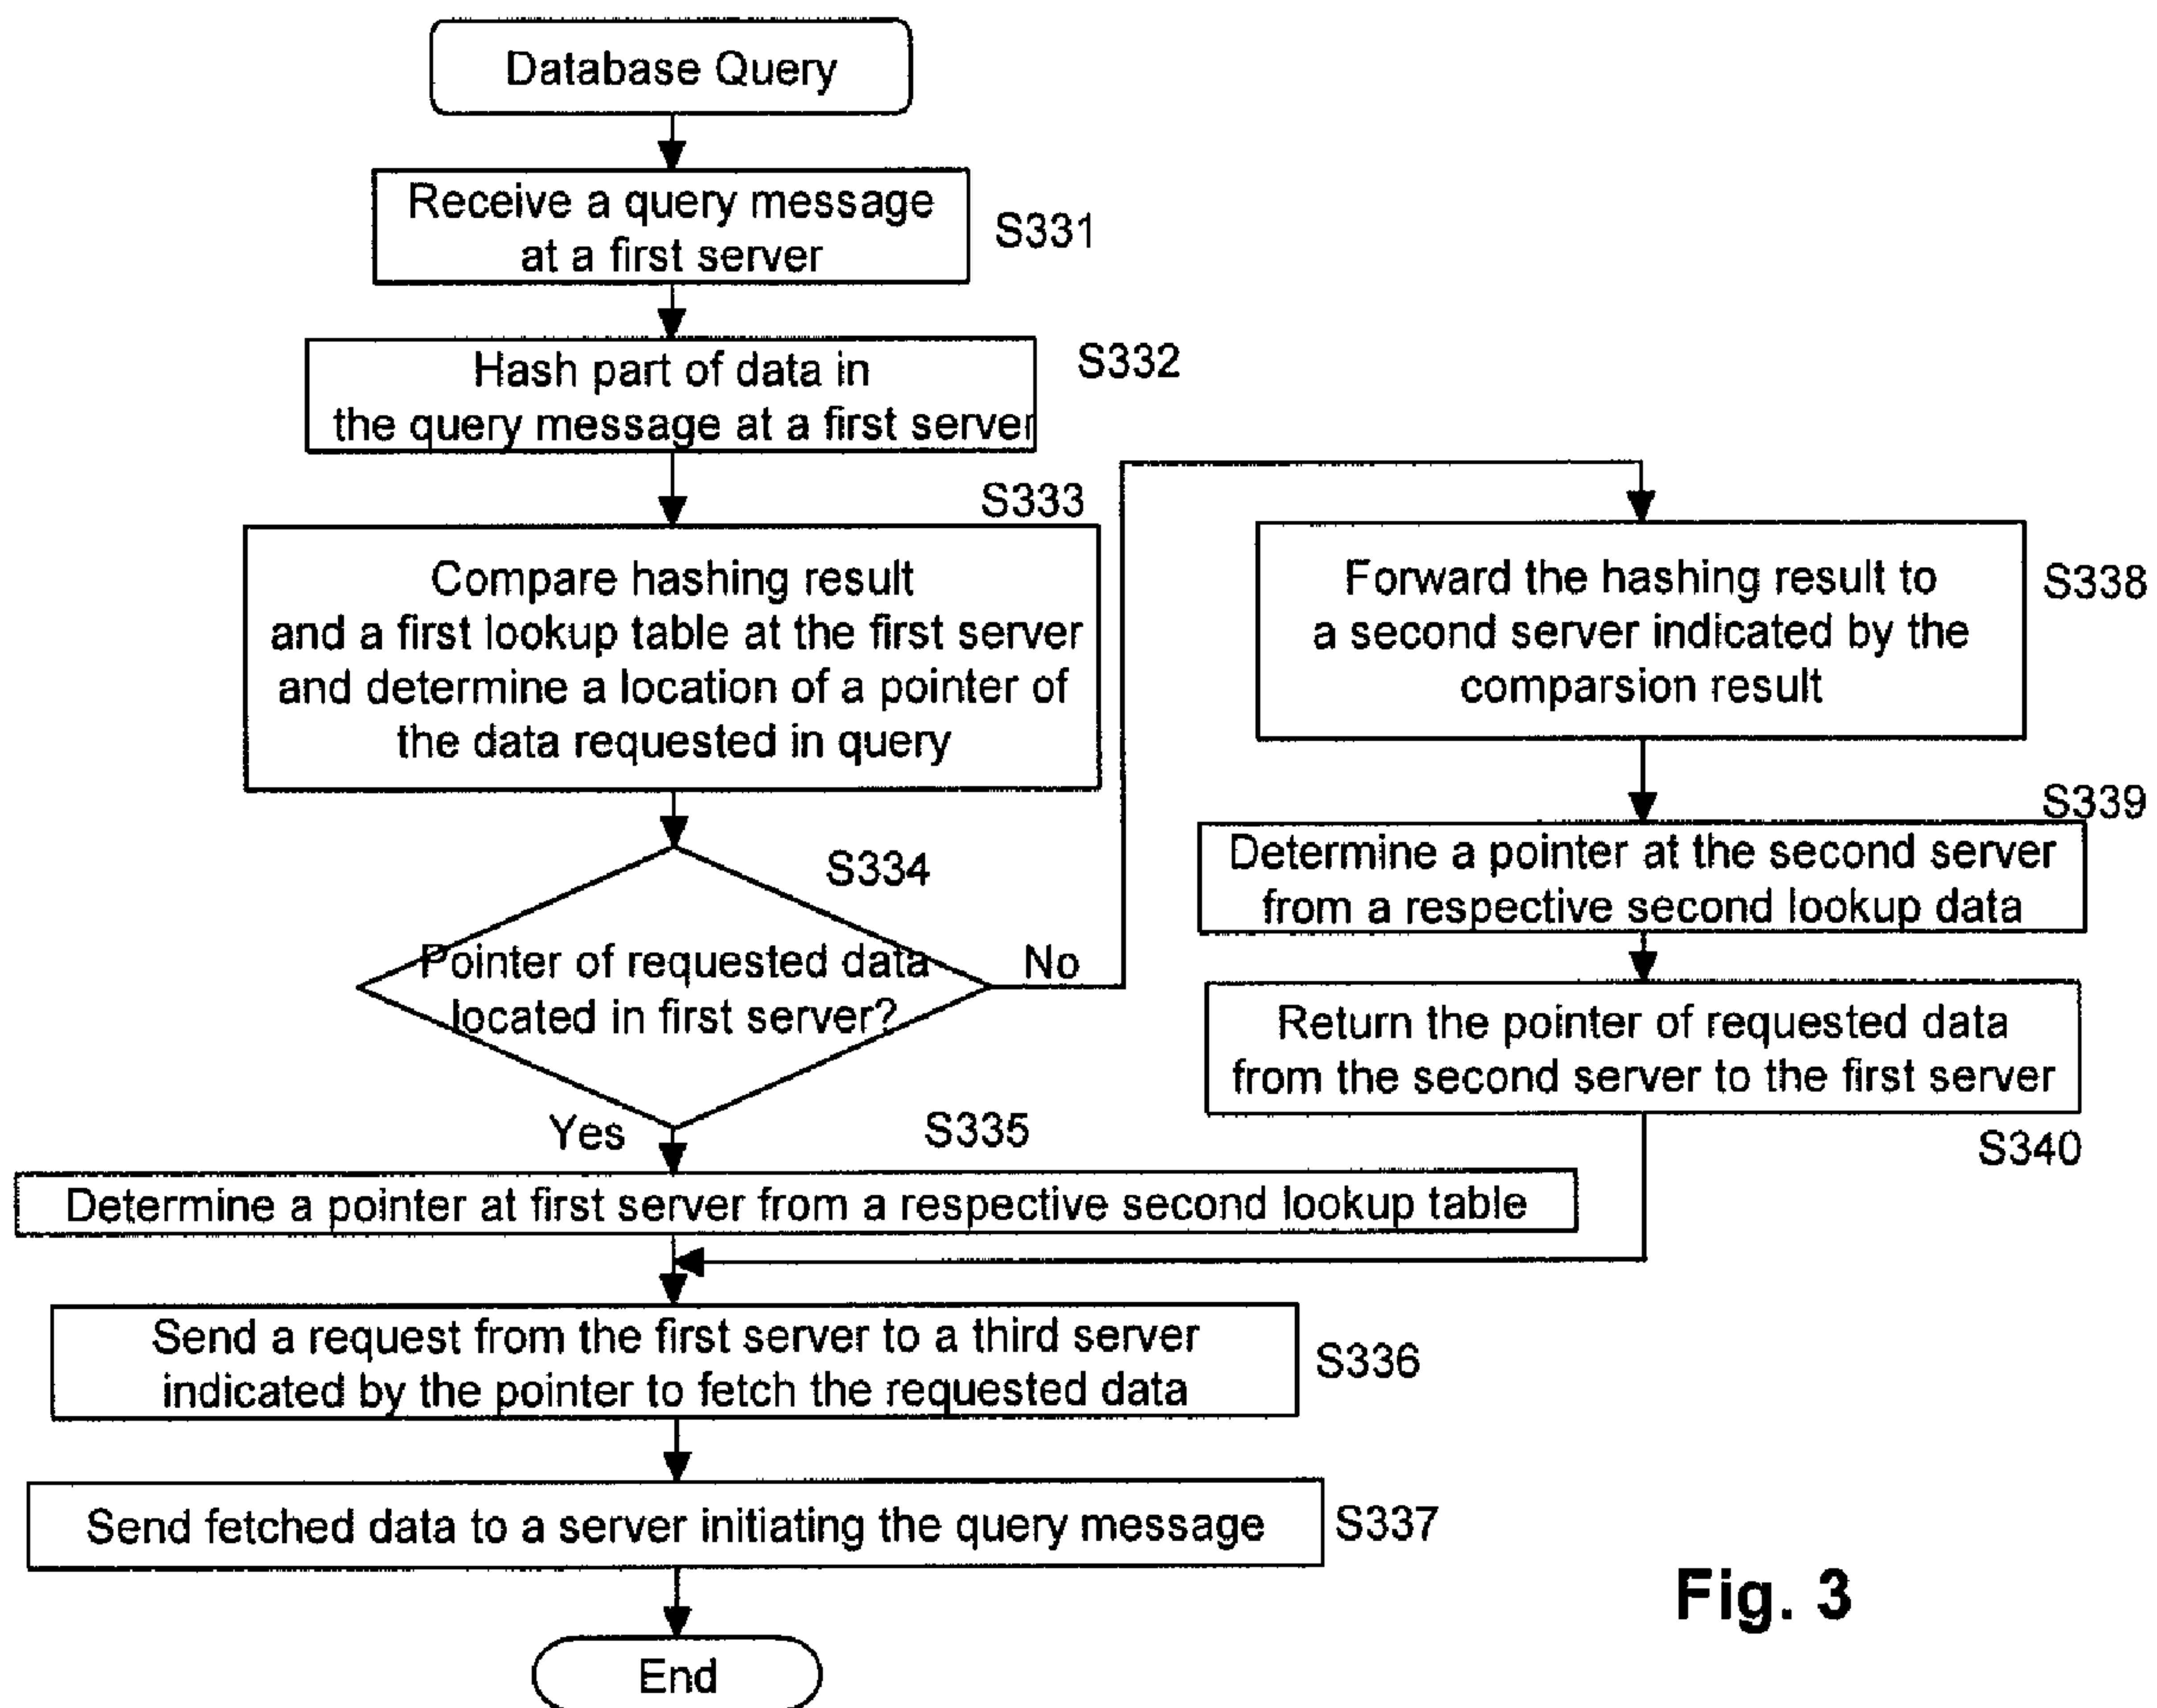 Database Query
Receive a query message
at a first server
S331
Hash part of data in
the query message at a first server
S332
S333
Compare hashing result
and a first lookup table at the first server
and determine a location of a pointer of
the data requested in query
S334
Pointer of requested data
located in first server?
No
Yes
S338
Forward the hashing result to
a second server indicated by the
comparsion result
S339
Determine a pointer at the second server
from a respective second lookup data
Return the pointer of requested data
from the second server to the first server
S340
S335
Determine a pointer at first server from a respective second lookup table
Send a request from the first server to a third server
indicated by the pointer to fetch the requested data
S336
Send fetched data to a server initiating the query message
S337
End
Fig. 3